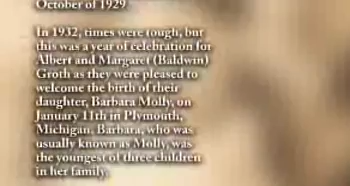 October of 1929
In 1932, times were tough, but
this was a year of celebration for
Albert and Margaret (Baldwin)
Groth as they were pleased to
welcome the birth of their
daughter, Barbara Molly, on
January 11th in Plymouth,
Michigan. Barbara, who was
usually known as Molly, was
the youngest of three children
in her family.